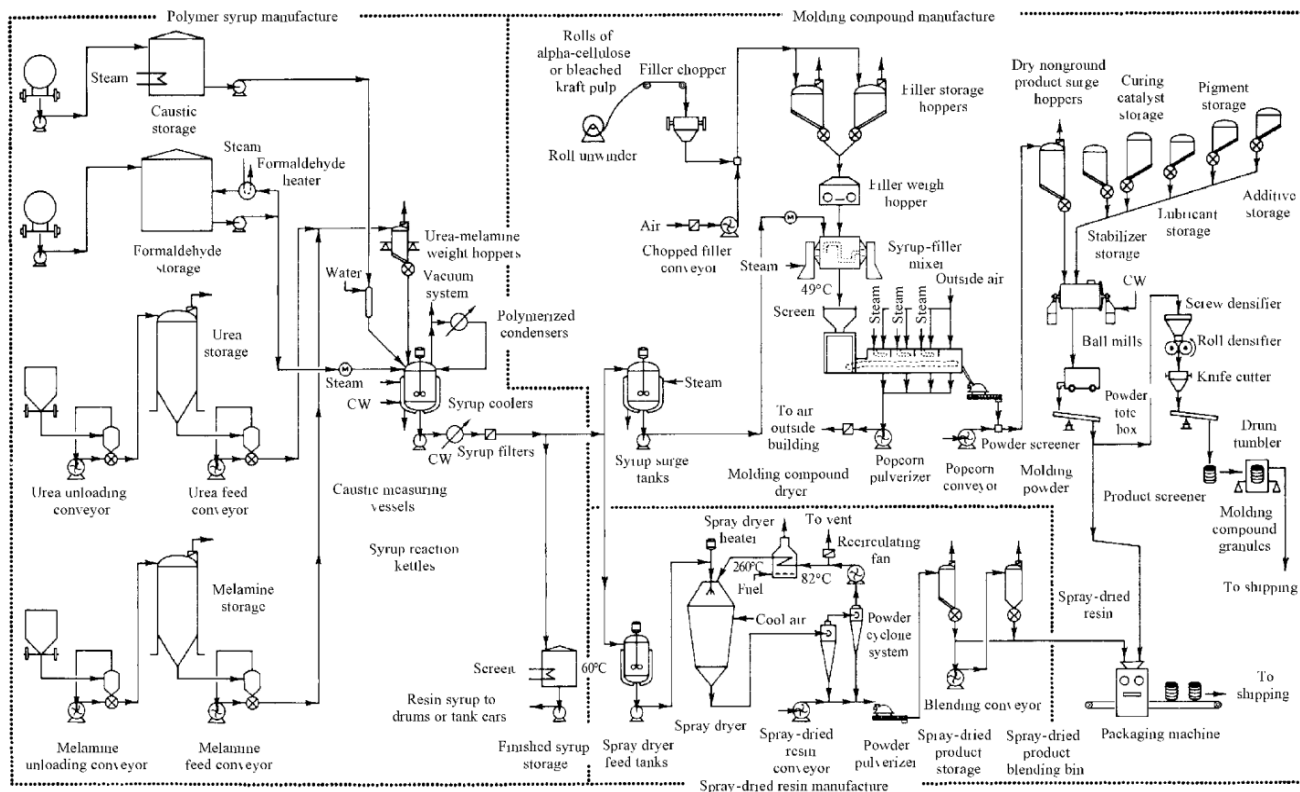 Polymer syrup manufacture
Molding compound manufacture
Steam
Caustic
storage
Steam
Formaldehyde
heater
Formaldehyde
storage
Urea
storage
Urea unloading
conveyor
Urea feed
conveyor
Melamine
storage
Melamine
unloading conveyor
Melamine
feed conveyor
Water
Urea-melamine
weight hoppers
Vacuum
system
Polymerized
condensers
Steam
CW
Syrup coolers
CW
Syrup filters
Caustic measuring
vessels
Syrup reaction
kettles
Screen
60°C
Resin syrup to
drums or tank cars
Finished syrup
storage
Rolls of
alpha-cellulose
or bleached
kraft pulp
Filler chopper
Roll unwinder
Air
Chopped filler
conveyor
Filler storage
hoppers
Filler weigh
hopper
M
M
Syrup-filler
mixer
Steam
49°C
Screen
Steam
Steam
Steam
Outside air
Steam
Syrup surge
tanks
To air
outside
building
Molding compound
dryer
Popcorn
pulverizer
Popcorn
conveyor
Powder screener
Dry nonground
product surge
hoppers
Curing
catalyst
storage
Pigment
storage
Additive
storage
Lubricant
storage
Stabilizer
storage
CW
Ball mills
Powder
tote
box
Molding
powder
Product screener
Screw densifier
Roll densifier
Knife cutter
Drum
tumbler
Molding
compound
granules
To shipping
Spray dryer
heater
To vent
Recirculating
fan
260°C
82°C
Fuel
Cool air
Powder
cyclone
system
Spray dryer
Spray dryer
feed tanks
Spray-dried
resin
conveyor
Powder
pulverizer
Blending conveyor
Spray-dried
product
storage
Spray-dried
product
blending bin
Spray-dried
resin
To
shipping
Packaging machine
Spray-dried resin manufacture